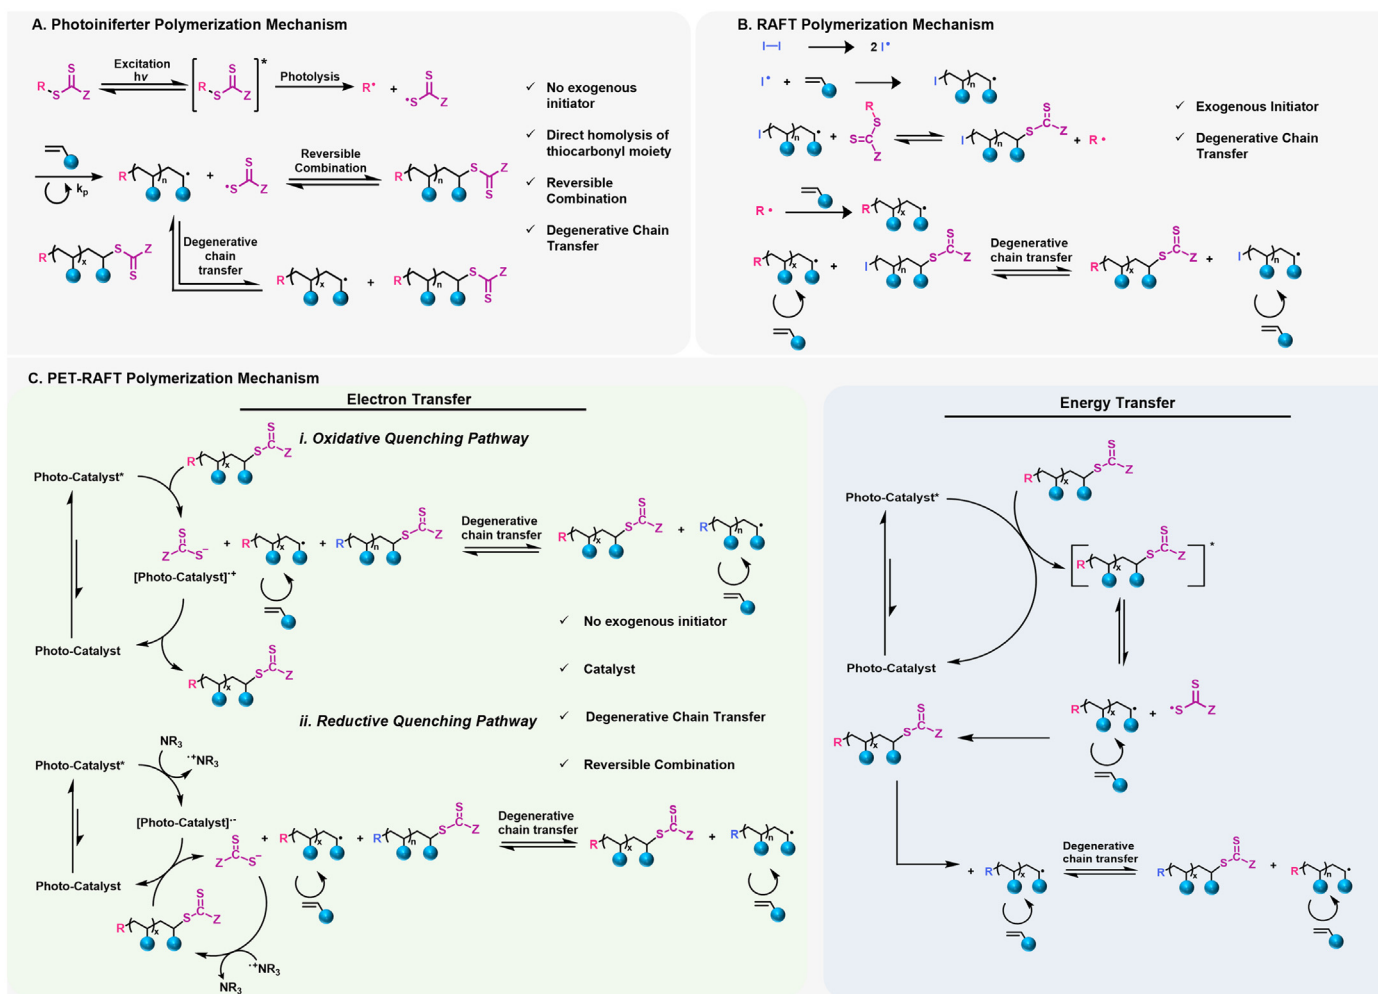 A. Photoiniferter Polymerization Mechanism
Excitation
hν
R
S
S
Z
R
S
S
Z
*
Photolysis
R•
+
•S
S
Z
kp
R
n
•
+
•S
S
Z
Reversible
Combination
R
n
S
S
Z
R
x
S
S
Z
Degenerative
chain
transfer
R
x
•
+
R
n
S
S
Z
✓ No exogenous
initiator
✓ Direct homolysis of
thiocarbonyl moiety
✓ Reversible
Combination
✓ Degenerative Chain
Transfer
B. RAFT Polymerization Mechanism
I—I
2 I•
I•
+
I
n
•
I
n
•
+
R
S
S
Z
I
n
S
C
S
Z
+ R •
R •
R
x
•
R
x
•
+
I
n
S
C
S
Z
Degenerative
chain transfer
R
x
S
C
S
Z
+
I
n
•
✓ Exogenous Initiator
✓ Degenerative Chain
Transfer
C. PET-RAFT Polymerization Mechanism
Electron Transfer
i. Oxidative Quenching Pathway
Photo-Catalyst*
R
x
S
C
S
Z
Z
C
S
S−
+
R
x
•
+
R
n
S
C
S
Z
Degenerative
chain transfer
R
x
S
C
S
Z
+
R
n
•
[Photo-Catalyst]•+
Photo-Catalyst
R
x
S
C
S
Z
✓ No exogenous initiator
✓ Catalyst
✓ Degenerative Chain Transfer
✓ Reversible Combination
ii. Reductive Quenching Pathway
NR3
•+NR3
Photo-Catalyst*
[Photo-Catalyst]•-
Z
C
S
S−
+
R
x
•
+
R
n
S
C
S
Z
Degenerative
chain transfer
R
x
S
C
S
Z
+
R
n
•
Photo-Catalyst
R
x
S
C
S
Z
•+NR3
NR3
Energy Transfer
Photo-Catalyst*
R
x
S
C
S
Z
R
x
S
C
S
Z
*
Photo-Catalyst
R
x
•
+
•S
C
S
Z
R
x
S
C
S
Z
+
R
x
•
Degenerative
chain transfer
R
x
S
C
S
Z
+
R
n
•